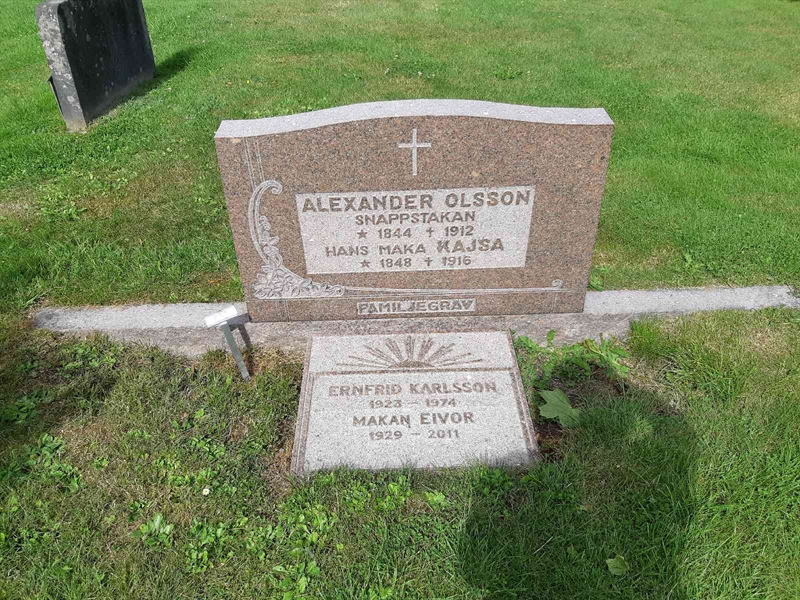 ALEXANDER OLSSON
SNAPPSTAKAN
★ 1844 ✝ 1912
HANS MAKA KAJSA
★ 1848 ✝ 1916
FAMILJEGRAV
ERNFRID KARLSSON
1923 – 1974
MAKAN EIVOR
1929 – 2011